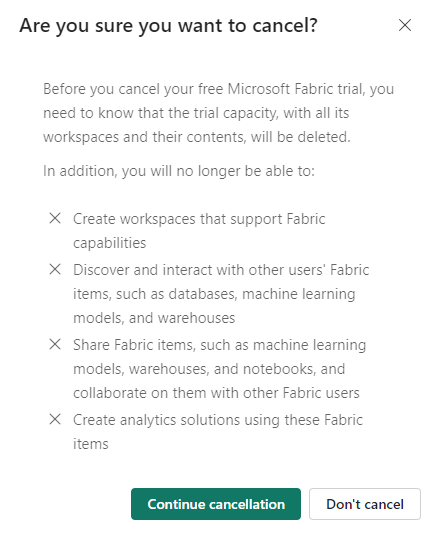 Are you sure you want to cancel?
Before you cancel your free Microsoft Fabric trial, you
need to know that the trial capacity, with all its
workspaces and their contents, will be deleted.
In addition, you will no longer be able to:
Create workspaces that support Fabric
capabilities
Discover and interact with other users' Fabric
items, such as databases, machine learning
models, and warehouses
Share Fabric items, such as machine learning
models, warehouses, and notebooks, and
collaborate on them with other Fabric users
Create analytics solutions using these Fabric
items
Continue cancellation
Don't cancel